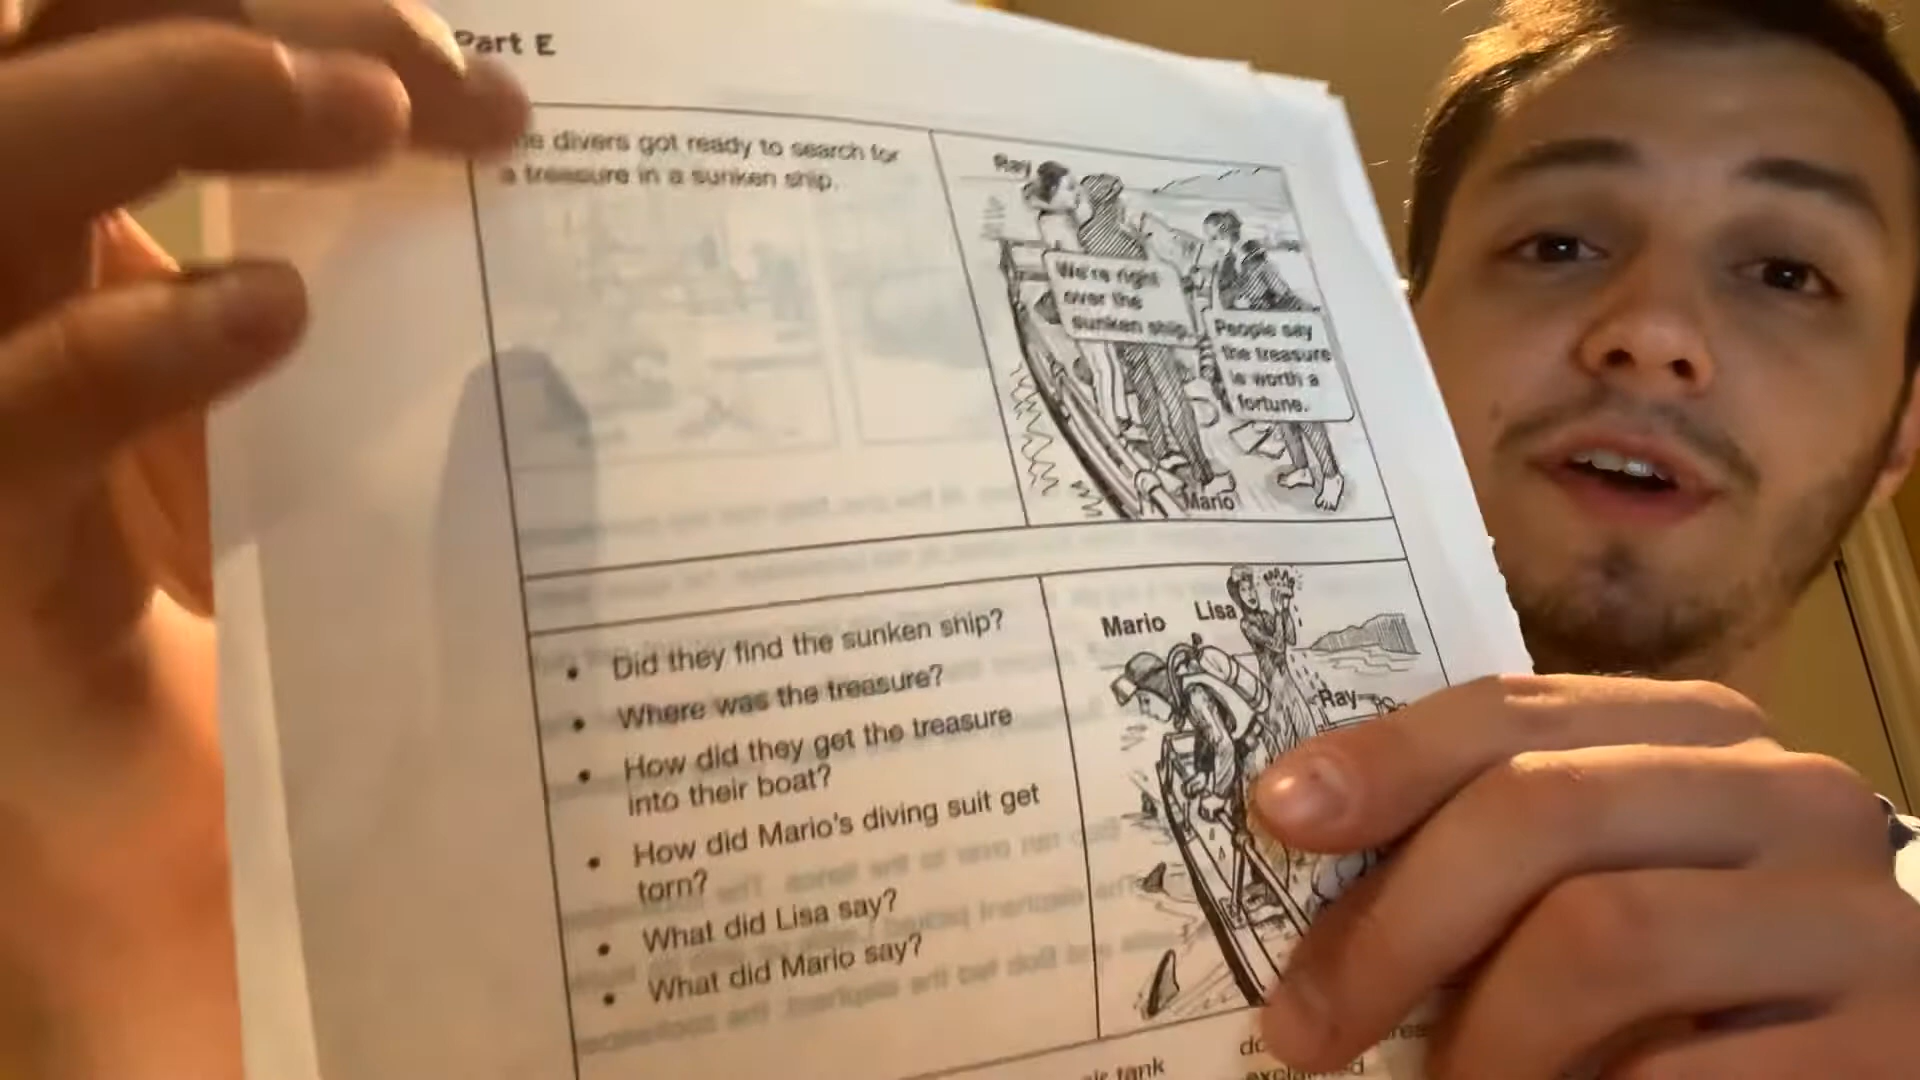 Part E
divers got ready to search for
a treasure in a sunken ship.
Ray
We're right
over the
sunken ship.
People say
the treasure
is worth a
fortune.
Mario
• Did they find the sunken ship?
• Where was the treasure?
• How did they get the treasure
into their boat?
• How did Mario's diving suit get
torn?
• What did Lisa say?
• What did Mario say?
Mario
Lisa
Ray
tank